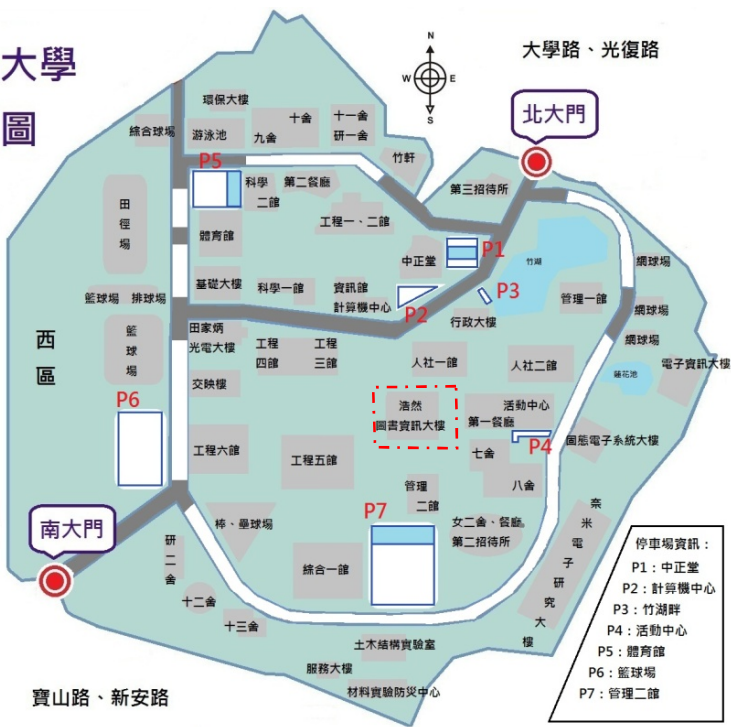 大學
圖
N
W
E
S
大學路、光復路
北大門
環保大樓
綜合球場
游泳池
九舍
十舍
十一舍
研一舍
竹軒
第三招待所
P5
科學
二館
第二餐廳
田徑場
工程一、二館
體育館
中正堂
P1
竹湖
網球場
基礎大樓
科學一館
資訊館
計算機中心
P3
籃球場
排球場
P2
行政大樓
管理一館
網球場
西區
籃球場
田家炳
光電大樓
工程
四館
工程
三館
網球場
人社一館
人社二館
電子資訊大樓
蓮花池
交映樓
P6
浩然
圖書資訊大樓
活動中心
第一餐廳
P4
固態電子系統大樓
工程六館
工程五館
七舍
八舍
管理
二館
P7
南大門
棒、壘球場
女二舍、餐廳
第二招待所
奈米電子研究大樓
研二舍
綜合一館
十二舍
十三舍
土木結構實驗室
服務大樓
材料實驗防災中心
寶山路、新安路
停車場資訊：
P1：中正堂
P2：計算機中心
P3：竹湖畔
P4：活動中心
P5：體育館
P6：籃球場
P7：管理二館